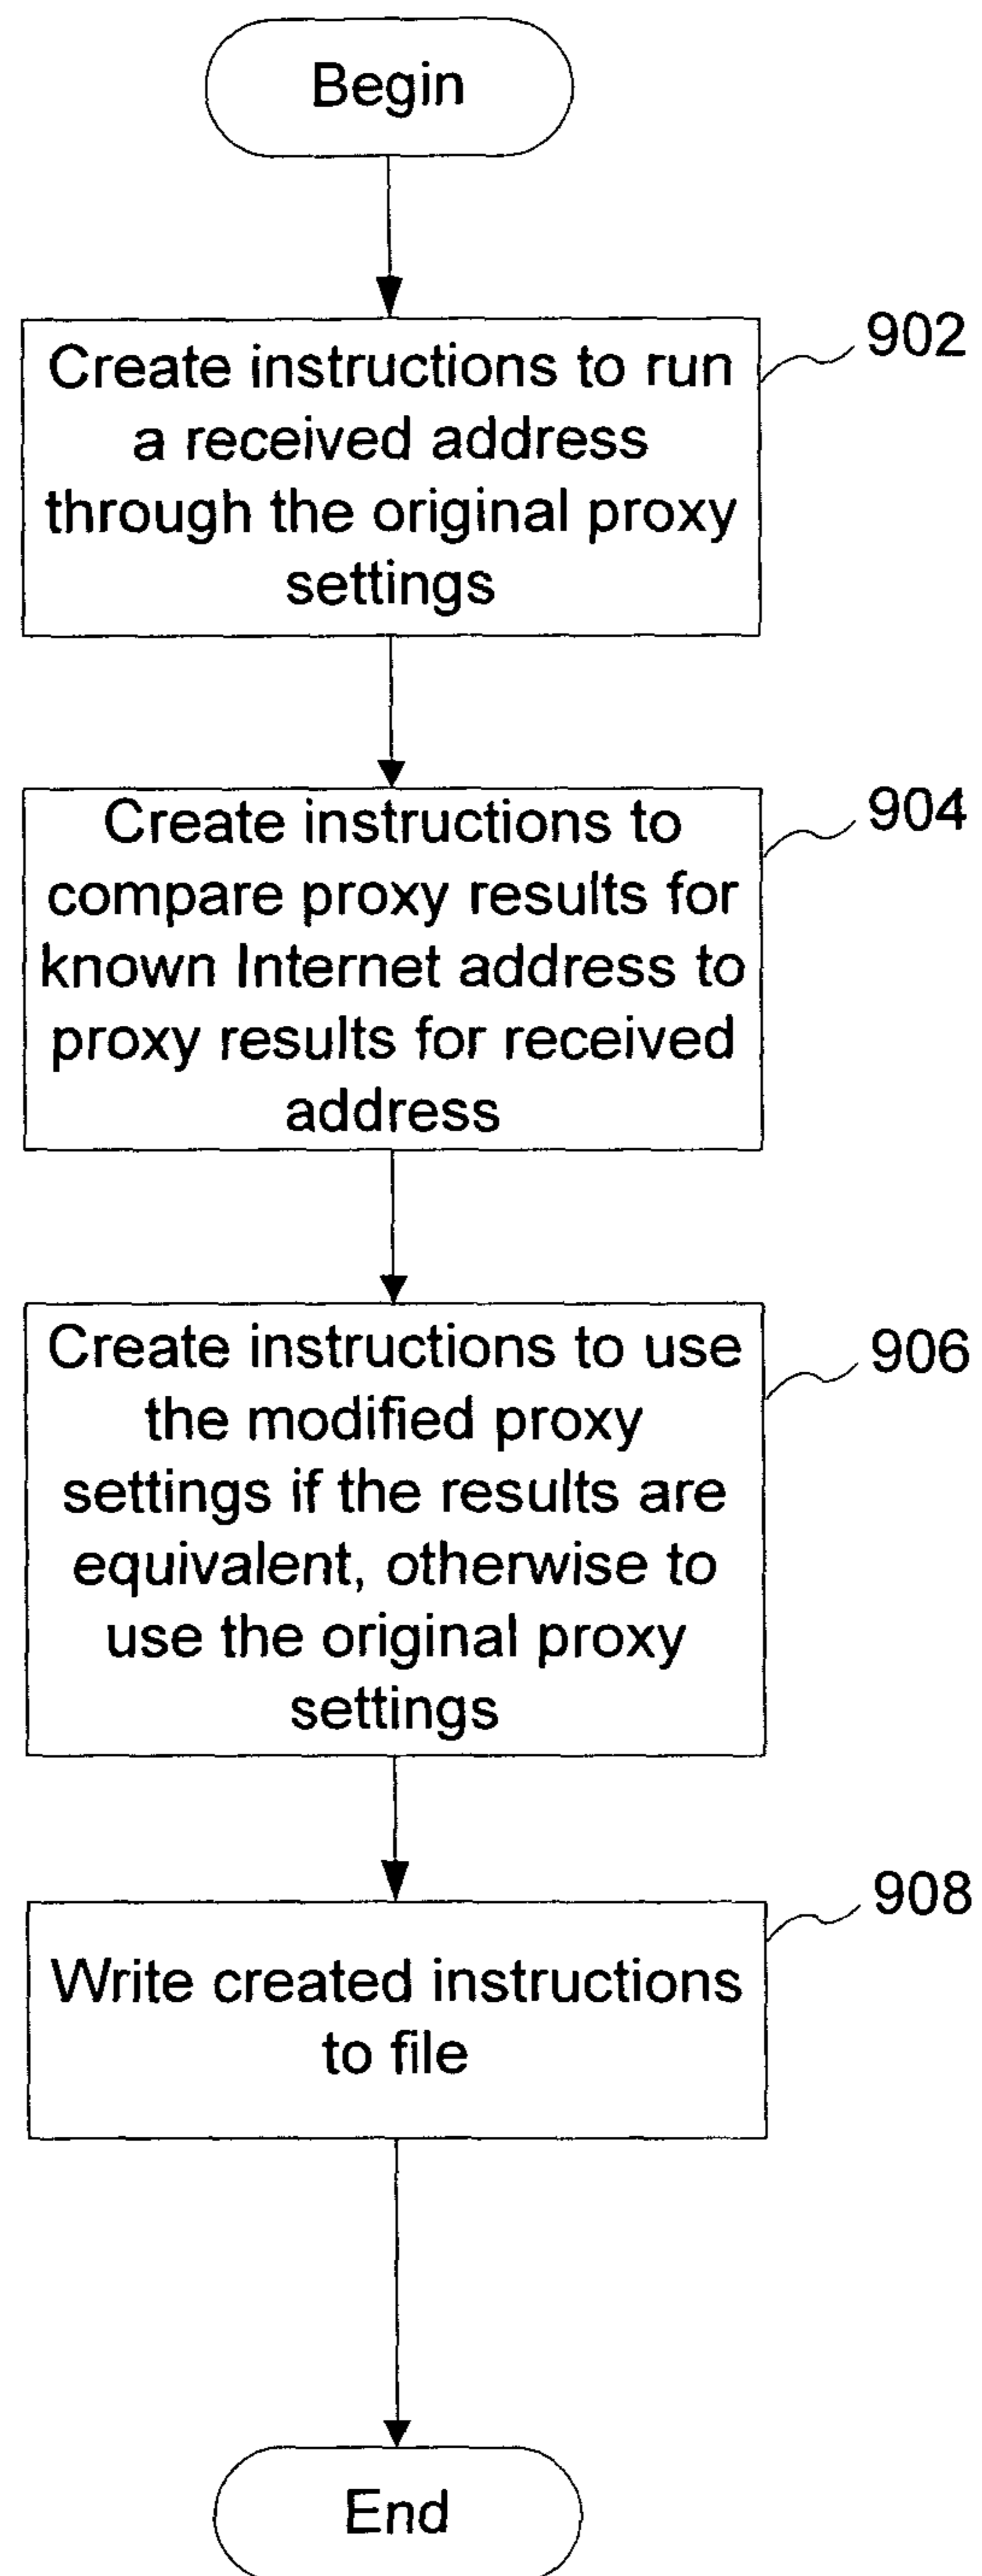 Begin
902
Create instructions to run
a received address
through the original proxy
settings
904
Create instructions to
compare proxy results for
known Internet address to
proxy results for received
address
906
Create instructions to use
the modified proxy
settings if the results are
equivalent, otherwise to
use the original proxy
settings
908
Write created instructions
to file
End